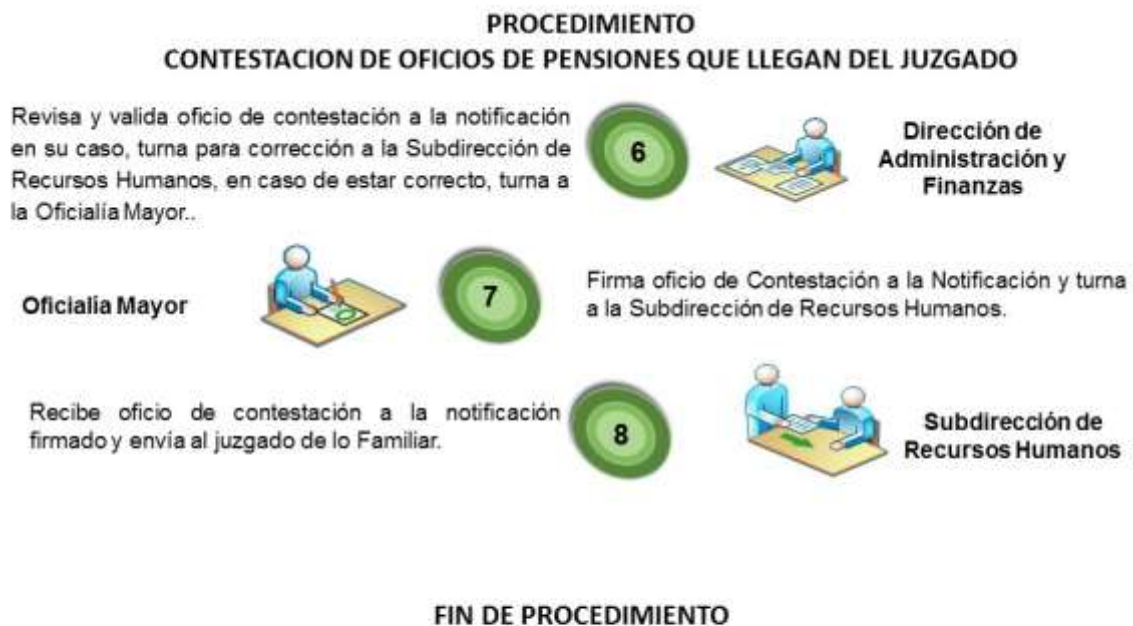 PROCEDIMIENTO
CONTESTACION DE OFICIOS DE PENSIONES QUE LLEGAN DEL JUZGADO
Revisa y valida oficio de contestación a la notificación
en su caso, turna para corrección a la Subdirección de
Recursos Humanos, en caso de estar correcto, turna a
la Oficialía Mayor..
6
Dirección de
Administración y
Finanzas
Oficialia Mayor
7
Firma oficio de Contestación a la Notificación y turna
a la Subdirección de Recursos Humanos.
Recibe oficio de contestación a la notificación
firmado y envía al juzgado de lo Familiar.
8
Subdirección de
Recursos Humanos
FIN DE PROCEDIMIENTO